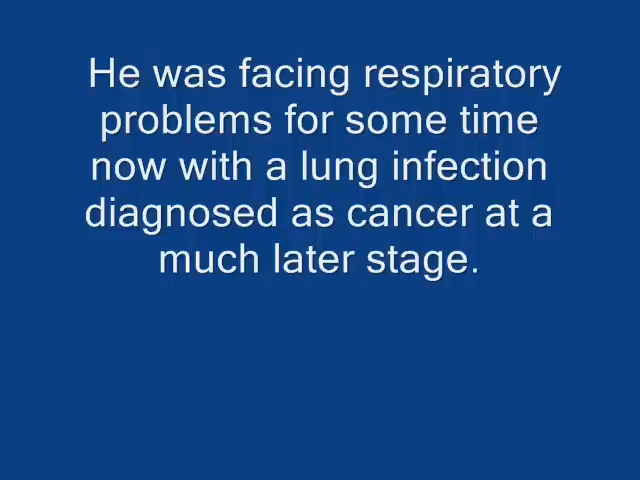 He was facing respiratory
problems for some time
now with a lung infection
diagnosed as cancer at a
much later stage.